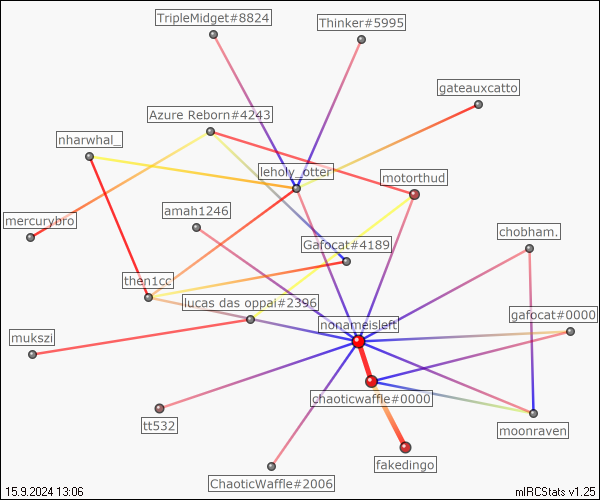 TripleMidget#8824
Thinker#5995
gateauxcatto
Azure Reborn#4243
nharwhal_
leholy_otter
motorthud
amah1246
mercurybro
chobham.
Gafocat#4189
then1cc
lucas das oppai#2396
gafocat#0000
nonameisleft
mukszi
chaoticwaffle#0000
tt532
moonraven
fakedingo
ChaoticWaffle#2006
15.9.2024 13:06
mIRCStats v1.25